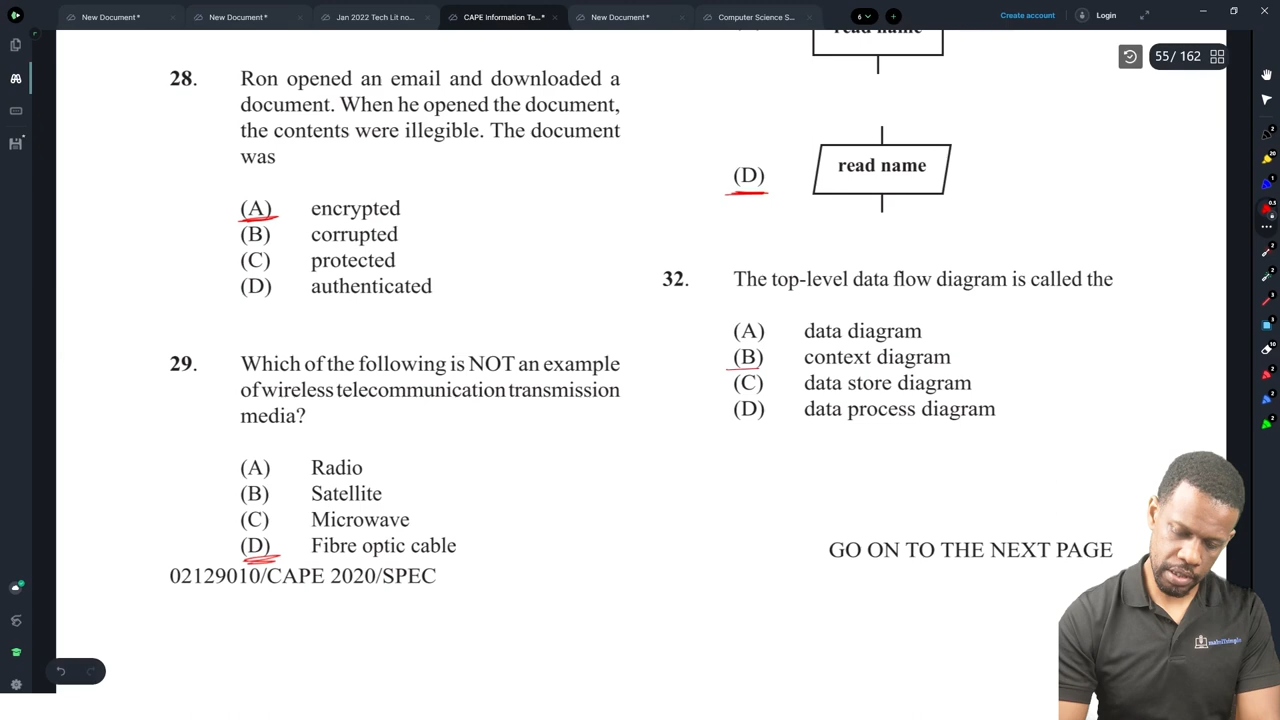 New Document*
New Document*
Jan 2022 Tech Lit no...
CAPE Information Te...*
New Document*
Computer Science S...
6
Create account
Login
55 / 162
28. Ron opened an email and downloaded a
document. When he opened the document,
the contents were illegible. The document
was
(A) encrypted
(B) corrupted
(C) protected
(D) authenticated
29. Which of the following is NOT an example
of wireless telecommunication transmission
media?
(A) Radio
(B) Satellite
(C) Microwave
(D) Fibre optic cable
02129010/CAPE 2020/SPEC
read name
(D) read name
32. The top-level data flow diagram is called the
(A) data diagram
(B) context diagram
(C) data store diagram
(D) data process diagram
GO ON TO THE NEXT PAGE